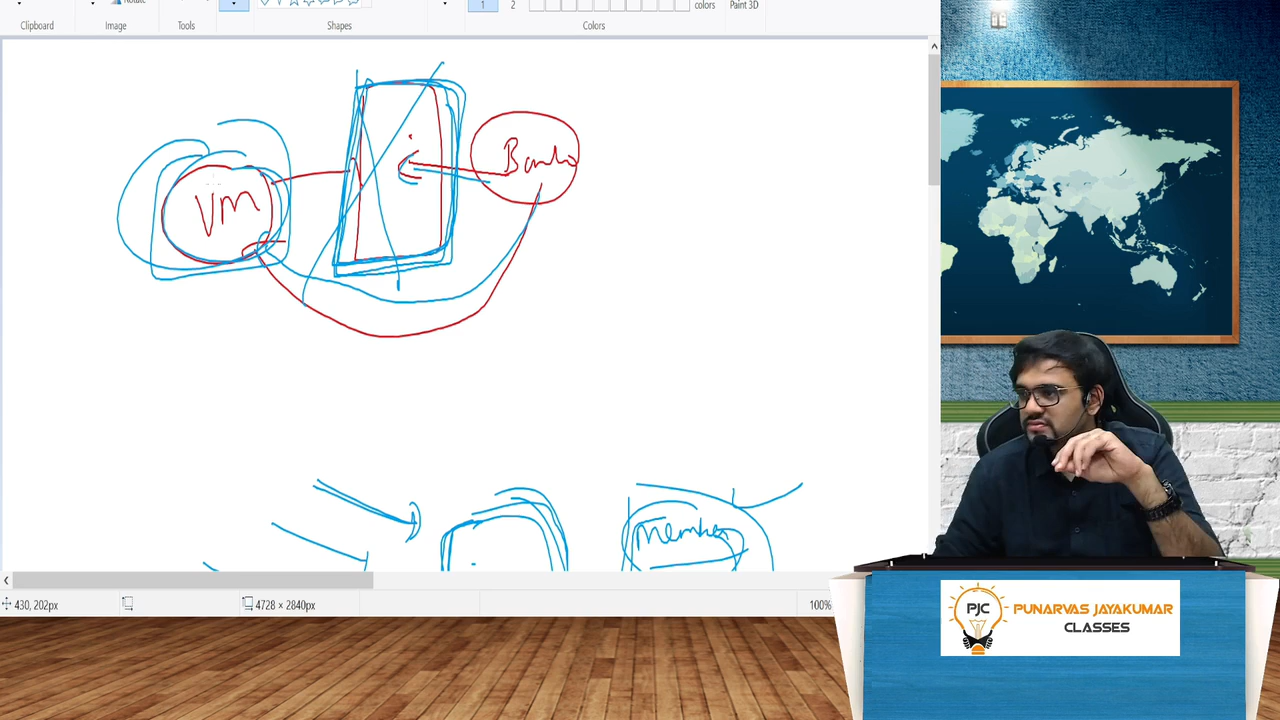 Rotate
1
2
colors
Paint 3D
Clipboard
Image
Tools
Shapes
Colors
Vm
Bank
member
430, 202px
4728 × 2840px
100%
PJC
PUNARVAS JAYAKUMAR
CLASSES